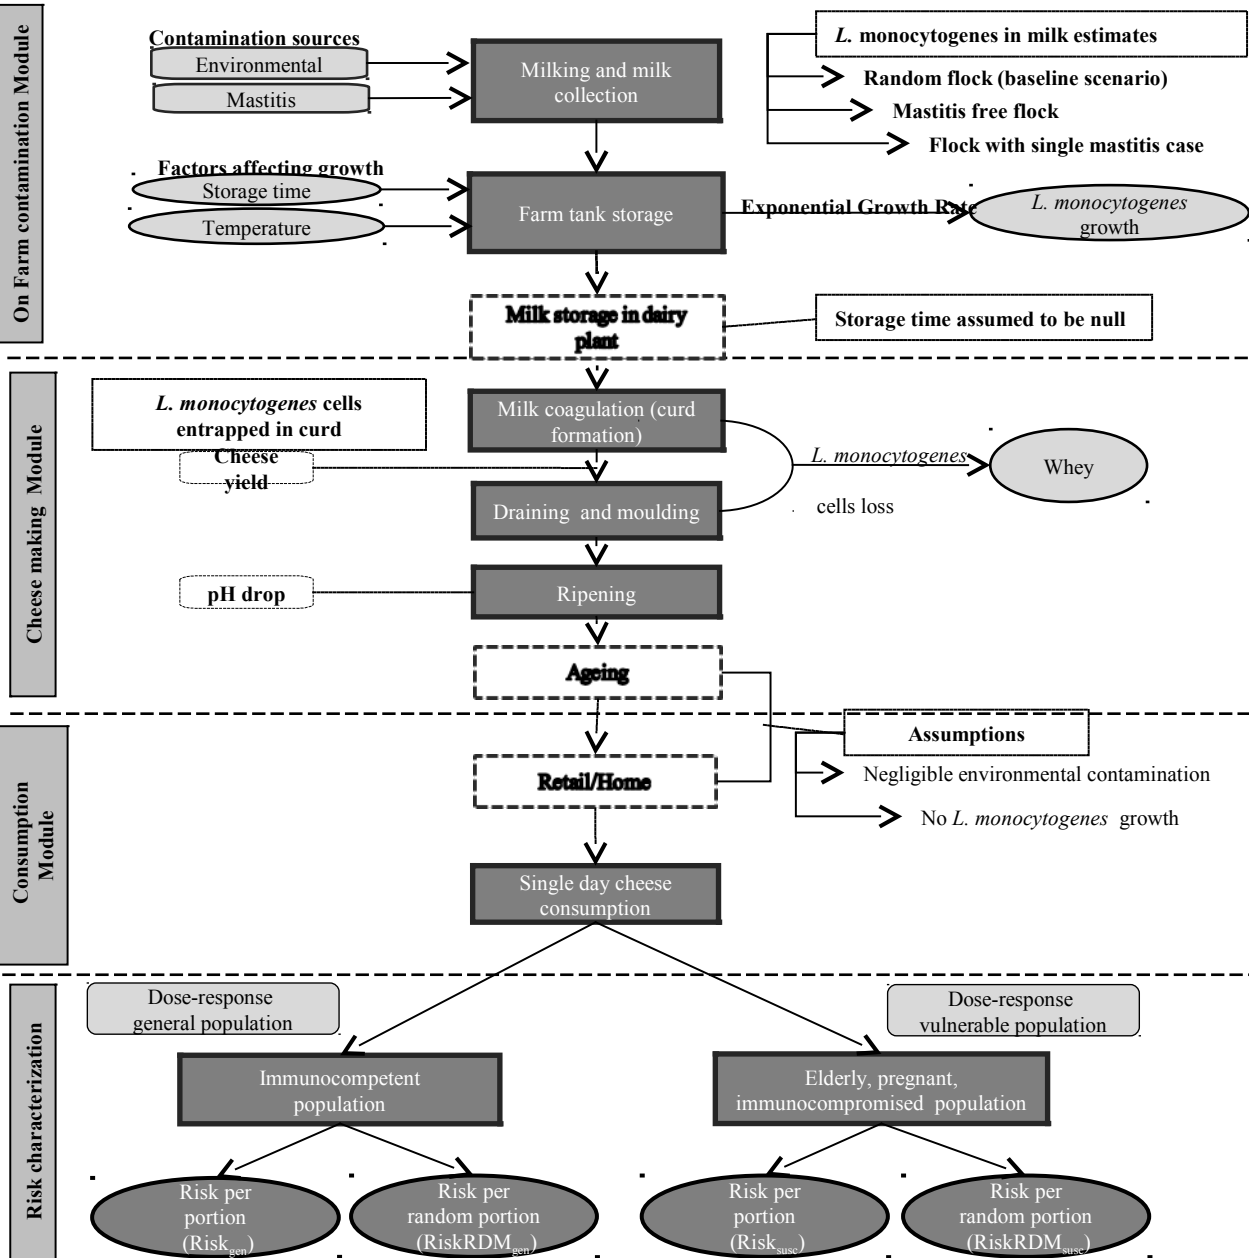 On Farm contamination Module
Contamination sources
Environmental
Mastitis
Milking and milk
collection
L. monocytogenes in milk estimates
Random flock (baseline scenario)
Mastitis free flock
Flock with single mastitis case
Factors affecting growth
Storage time
Temperature
Farm tank storage
Exponential Growth Rate
L. monocytogenes
growth
Milk storage in dairy
plant
Storage time assumed to be null
Cheese making Module
L. monocytogenes cells
entrapped in curd
Cheese
yield
Milk coagulation (curd
formation)
L. monocytogenes
cells loss
Whey
Draining and moulding
pH drop
Ripening
Ageing
Consumption
Module
Assumptions
Negligible environmental contamination
No L. monocytogenes growth
Retail/Home
Single day cheese
consumption
Risk characterization
Dose-response
general population
Dose-response
vulnerable population
Immunocompetent
population
Elderly, pregnant,
immunocompromised population
Risk per
portion
(Riskgen)
Risk per
random portion
(RiskRDMgen)
Risk per
portion
(Risksusc)
Risk per
random portion
(RiskRDMsusc)